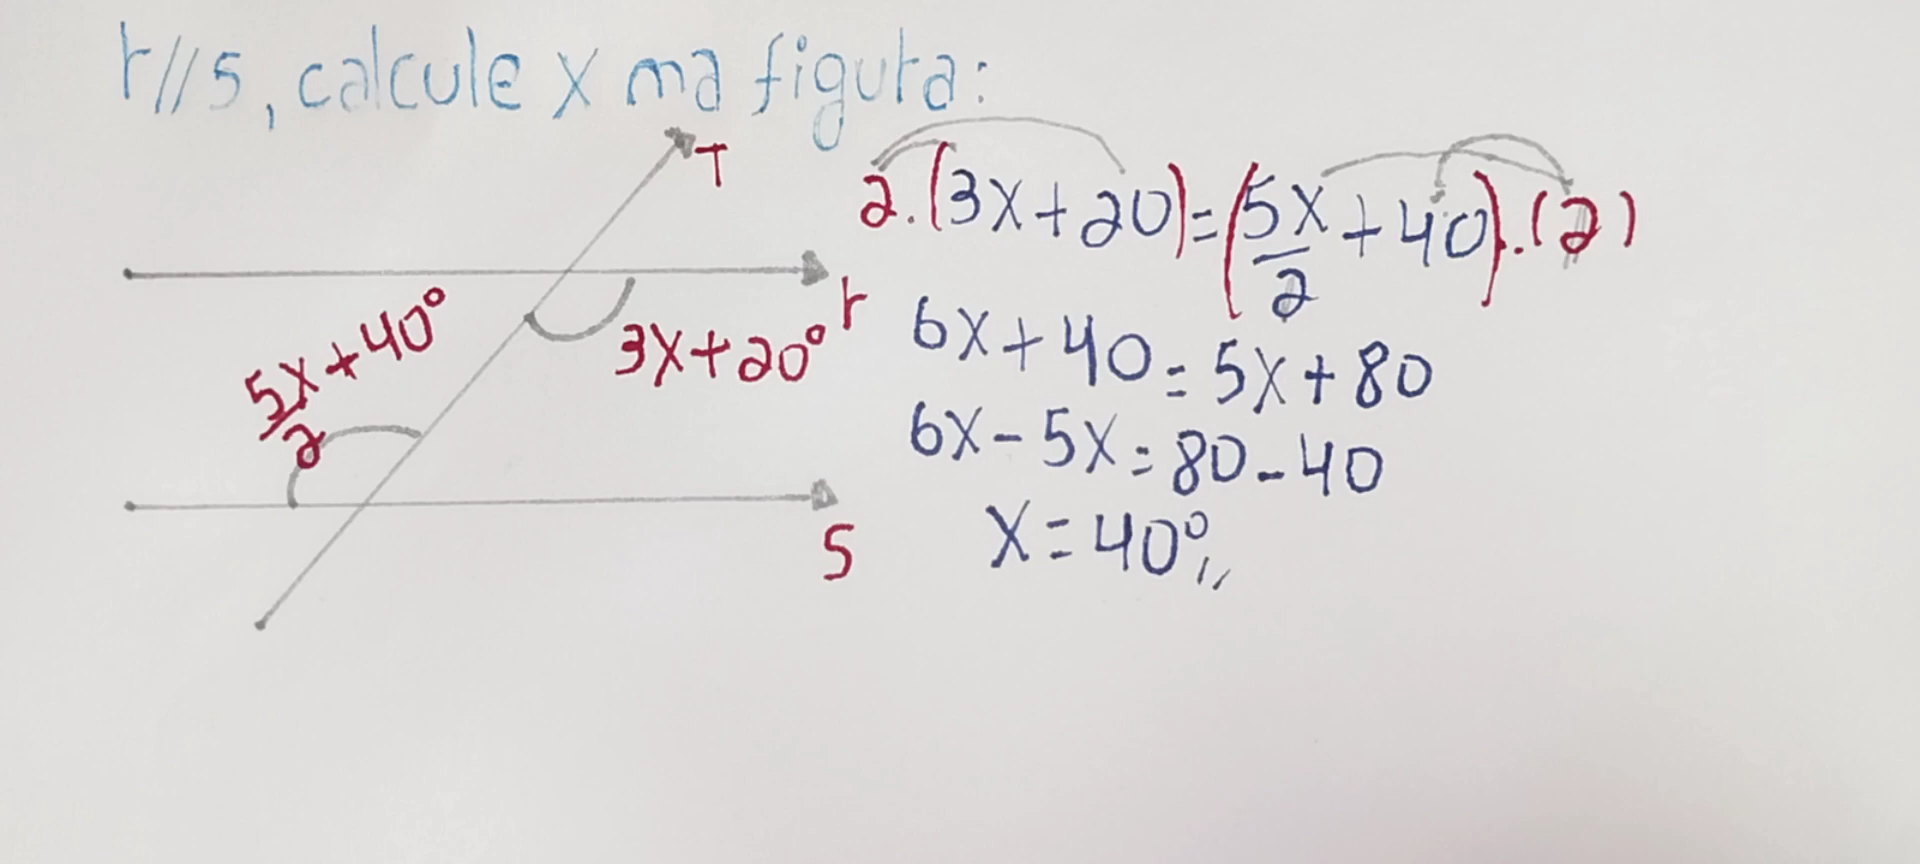 r//s, calcule x na figura:
T
2.(3x+20)=(5x/2+40).(2)
r
5x/2+40°
3x+20°
6x+40=5x+80
6x-5x=80-40
x=40°,,
s